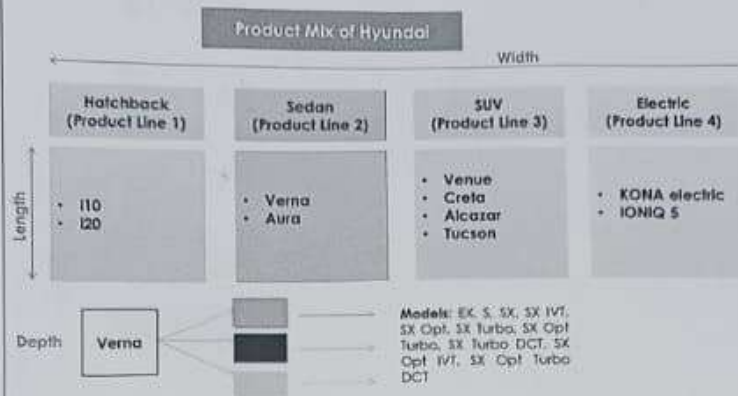 Product Mix of Hyundai
Width
Hatchback
(Product Line 1)
Sedan
(Product Line 2)
SUV
(Product Line 3)
Electric
(Product Line 4)
Length
• I10
• I20
• Verna
• Aura
• Venue
• Creta
• Alcazar
• Tucson
• KONA electric
• IONIQ 5
Depth
Verna
Models: EX, S, SX, SX IVT,
SX Opt, SX Turbo, SX Opt
Turbo, SX Turbo DCT, SX
Opt IVT, SX Opt Turbo
DCT